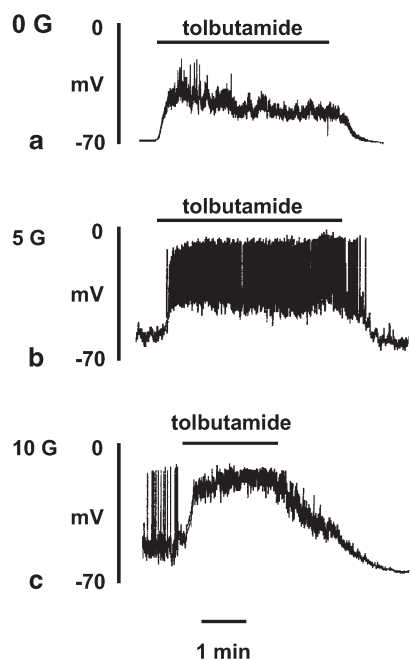 0 G
0
tolbutamide
mV
a
-70
tolbutamide
5 G
0
mV
b
-70
tolbutamide
10 G
0
mV
c
-70
1 min